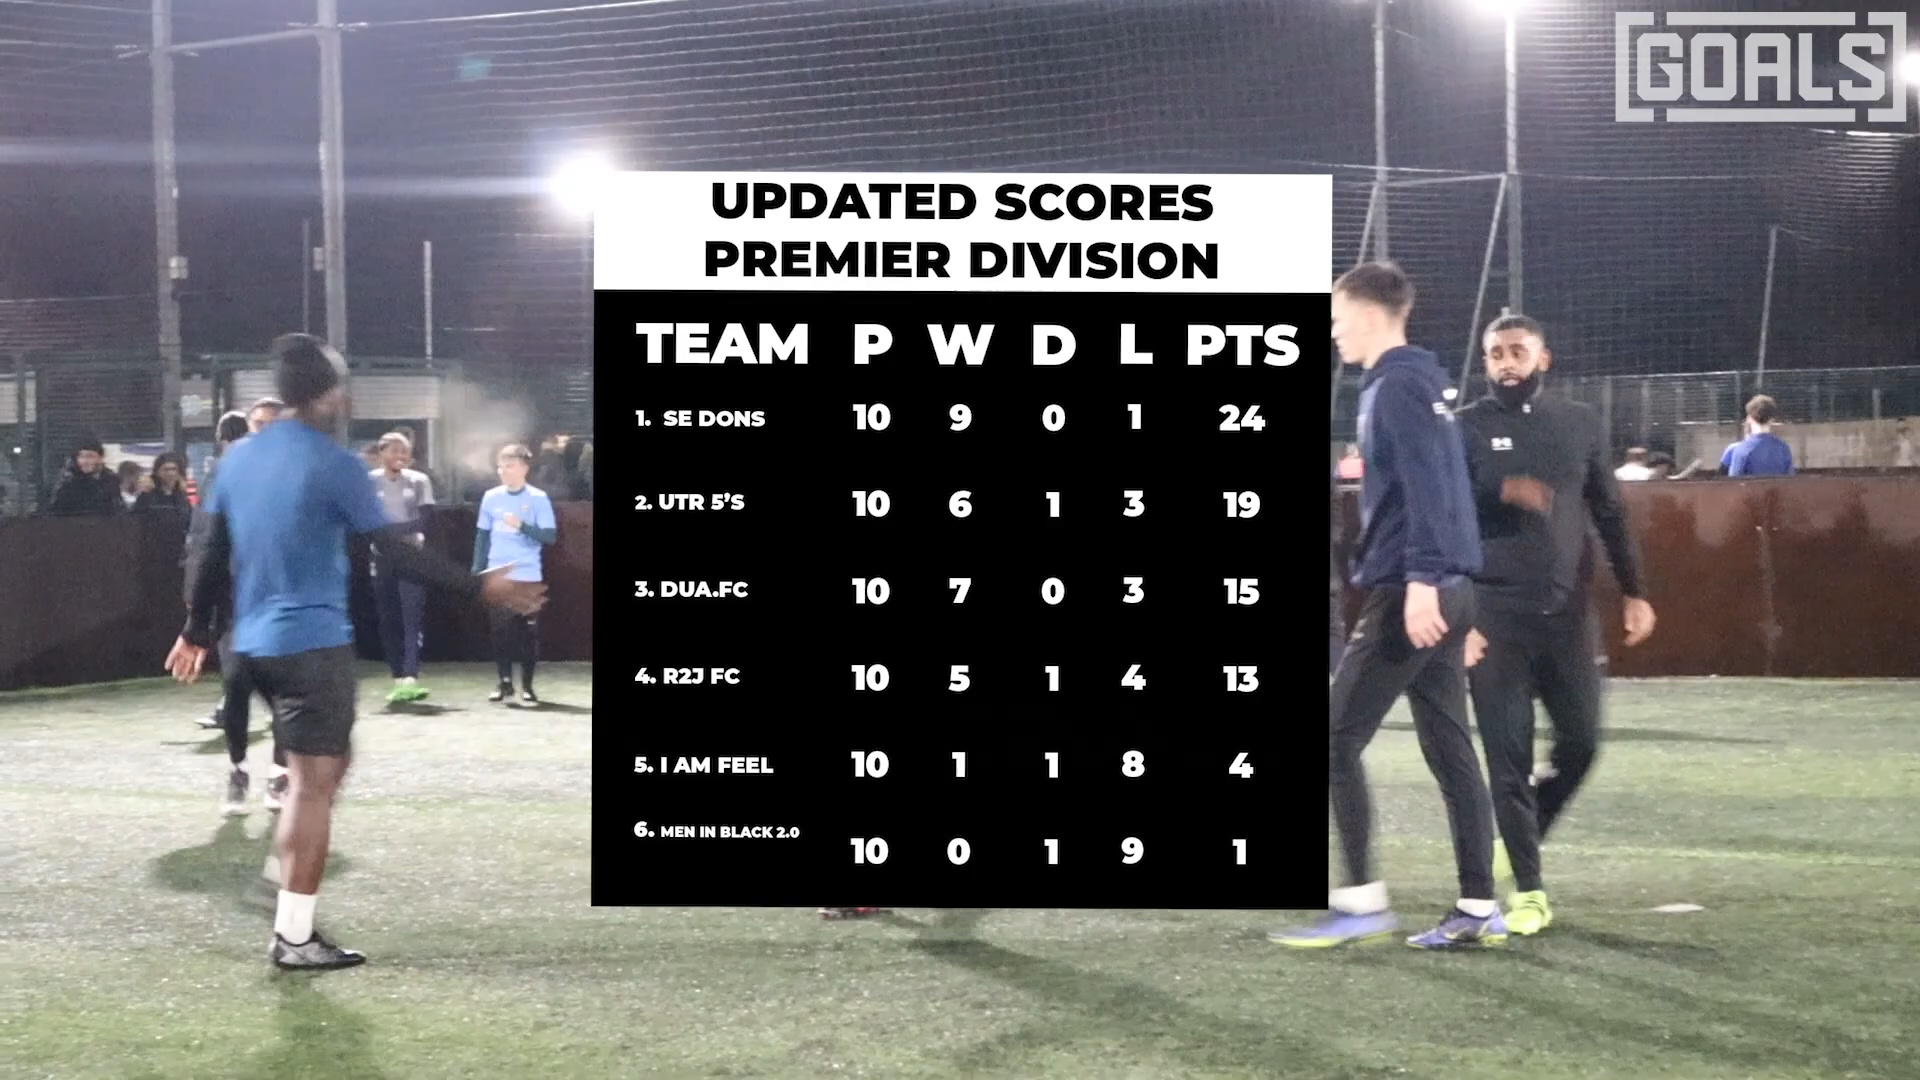 GOALS
UPDATED SCORES
PREMIER DIVISION
TEAM P W D L PTS
1. SE DONS 10 9 0 1 24
2. UTR 5'S 10 6 1 3 19
3. DUA.FC 10 7 0 3 15
4. R2J FC 10 5 1 4 13
5. I AM FEEL 10 1 1 8 4
6. MEN IN BLACK 2.0 10 0 1 9 1